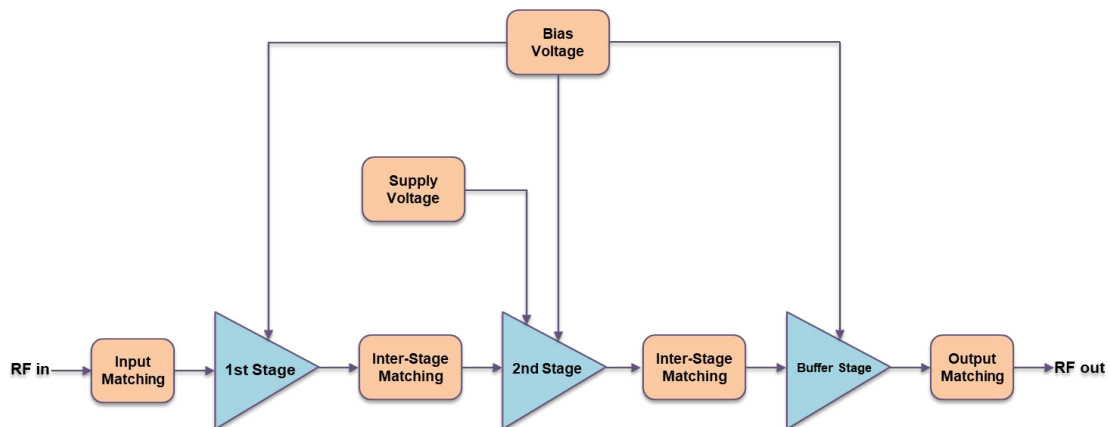 Bias
Voltage
Supply
Voltage
RF in
Input
Matching
1st Stage
Inter-Stage
Matching
2nd Stage
Inter-Stage
Matching
Buffer Stage
Output
Matching
RF out